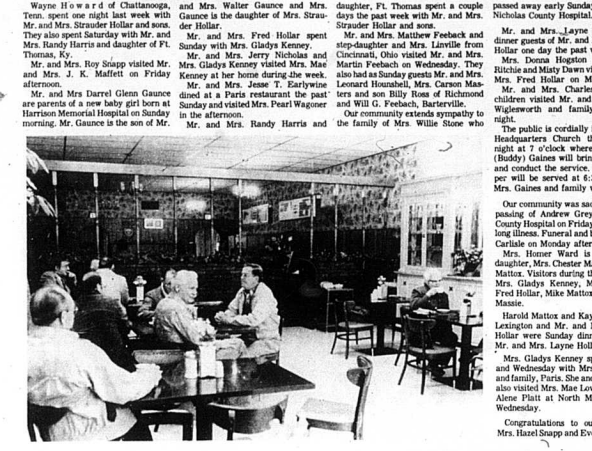 Wayne Howard of Chattanooga,
Tenn. spent one night last week with
Mr. and Mrs. Strauder Hollar and sons.
They also spent Saturday with Mr. and
Mrs. Randy Harris and daughter of Ft.
Thomas, Ky.
Mr. and Mrs. Roy Snapp visited Mr.
and Mrs. J. K. Maffett on Friday
afternoon.
Mr. and Mrs Darrel Glenn Gaunce
are parents of a new baby girl born at
Harrison Memorial Hospital on Sunday
morning. Mr. Gaunce is the son of Mr.
and Mrs. Walter Gaunce and Mrs.
Gaunce is the daughter of Mrs. Strau-
der Hollar.
Mr. and Mrs. Fred Hollar spent
Sunday with Mrs. Gladys Kenney.
Mr. and Mrs. Jerry Nicholas and
Mrs. Gladys Kenney visited Mrs. Mae
Kenney at her home during the week.
Mr. and Mrs. Jesse T. Earlywine
dined at a Paris restaurant the past
Sunday and visited Mrs. Pearl Wagoner
in the afternoon.
Mr. and Mrs. Randy Harris and
daughter, Ft. Thomas spent a couple
days the past week with Mr. and Mrs.
Strauder Hollar and sons.
Mr. and Mrs. Matthew Feeback and
step-daughter and Mrs. Linville from
Cincinnati, Ohio visited Mr. and Mrs.
Martin Feebach on Wednesday. They
also had as Sunday guests Mr. and Mrs.
Leonard Hounshell, Mrs. Carson Mas-
ters and son Billy Ross of Richmond
and Will G. Feebach, Barterville.
Our community extends sympathy to
the family of Mrs. Willie Stone who
passed away early Sunday
Nicholas County Hospital.
Mr. and Mrs. Layne
dinner guests of Mr. and
Hollar one day the past
Mrs. Donna Hogston
Ritchie and Misty Dawn
Mrs. Fred Hollar on M
Mr. and Mrs. Charles
children visited Mr. and
Wiglesworth and family
night.
The public is cordially
Headquarters Church
night at 7 o'clock where
(Buddy) Gaines will brin
and conduct the service.
per will be served at 6:
Mrs. Gaines and family
Our community was sad
passing of Andrew Grey
County Hospital on Friday
long illness. Funeral and
Carlisle on Monday after
Mrs. Homer Ward is
daughter, Mrs. Chester M
Mattox. Visitors during
Mrs. Gladys Kenney, M
Fred Hollar, Mike Mattox
Massie.
Harold Mattox and Kay
Lexington and Mr. and
Hollar were Sunday din
Mr. and Mrs. Layne Holl
Mrs. Gladys Kenney sp
and Wednesday with Mrs
and family, Paris. She and
also visited Mrs. Mae Lov
Alene Platt at North M
Wednesday.
Congratulations to ou
Mrs. Hazel Snapp and Ev